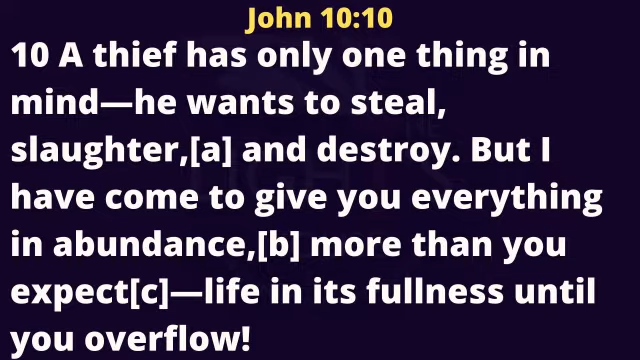 John 10:10
10 A thief has only one thing in
mind—he wants to steal,
slaughter,[a] and destroy. But I
have come to give you everything
in abundance,[b] more than you
expect[c]—life in its fullness until
you overflow!